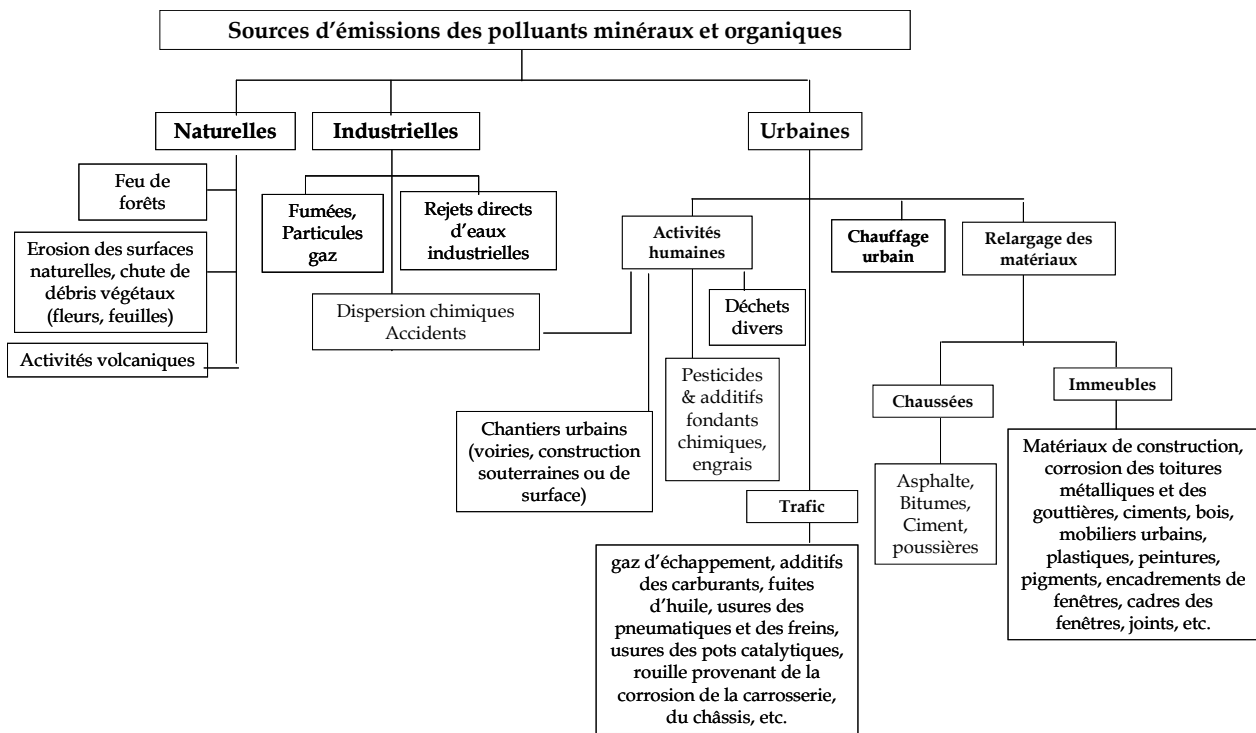 Sources d'émissions des polluants minéraux et organiques
Naturelles
Industrielles
Urbaines
Feu de
forêts
Erosion des surfaces
naturelles, chute de
débris végétaux
(fleurs, feuilles)
Activités volcaniques
Fumées,
Particules
gaz
Rejets directs
d'eaux
industrielles
Dispersion chimiques
Accidents
Activités
humaines
Chauffage
urbain
Relargage des
matériaux
Déchets
divers
Chantiers urbains
(voiries, construction
souterraines ou de
surface)
Pesticides
& additifs
fondants
chimiques,
engrais
Trafic
gaz d'échappement, additifs
des carburants, fuites
d'huile, usures des
pneumatiques et des freins,
usures des pots catalytiques,
rouille provenant de la
corrosion de la carrosserie,
du châssis, etc.
Chaussées
Asphalte,
Bitumes,
Ciment,
poussières
Immeubles
Matériaux de construction,
corrosion des toitures
métalliques et des
gouttières, ciments, bois,
mobiliers urbains,
plastiques, peintures,
pigments, encadrements de
fenêtres, cadres des
fenêtres, joints, etc.